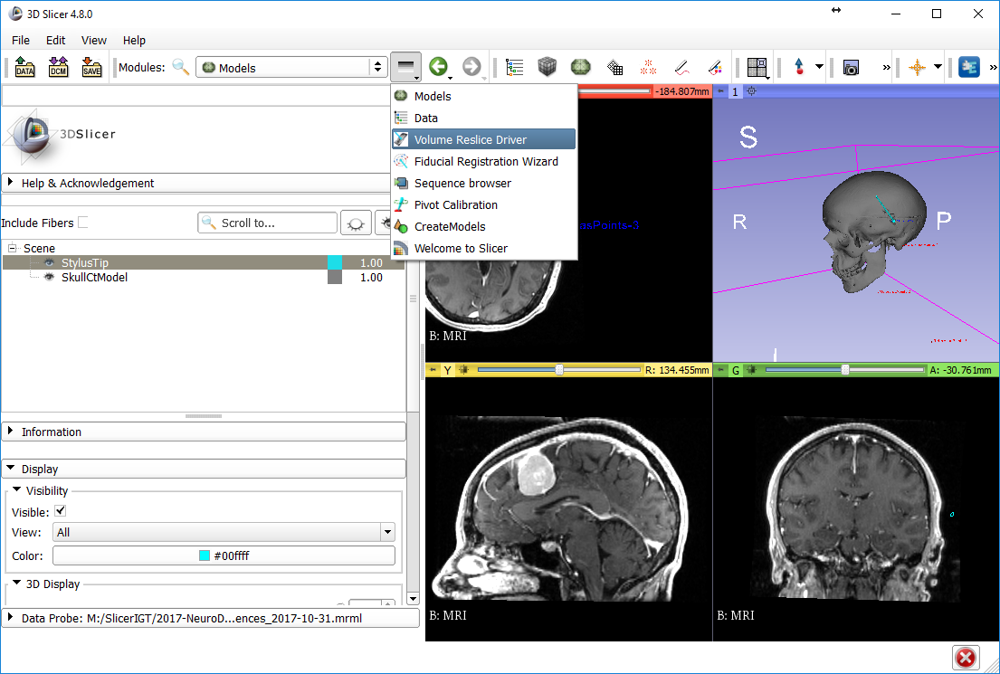 3D Slicer 4.8.0
File Edit View Help
DATA DCM SAVE Modules: Models
Models
Data
Volume Reslice Driver
Fiducial Registration Wizard
Sequence browser
Pivot Calibration
CreateModels
Welcome to Slicer
3DSlicer
Help & Acknowledgement
Include Fibers Scroll to...
Scene
StylusTip 1.00
SkullCtModel 1.00
Information
Display
Visibility
Visible:
View: All
Color: #00ffff
3D Display
Data Probe: M:/SlicerIGT/2017-NeuroD...ences_2017-10-31.mrml
-184.807mm
asPoints-3
B: MRI
1
S
R
P
Y R: 134.455mm
B: MRI
G A: -30.761mm
B: MRI